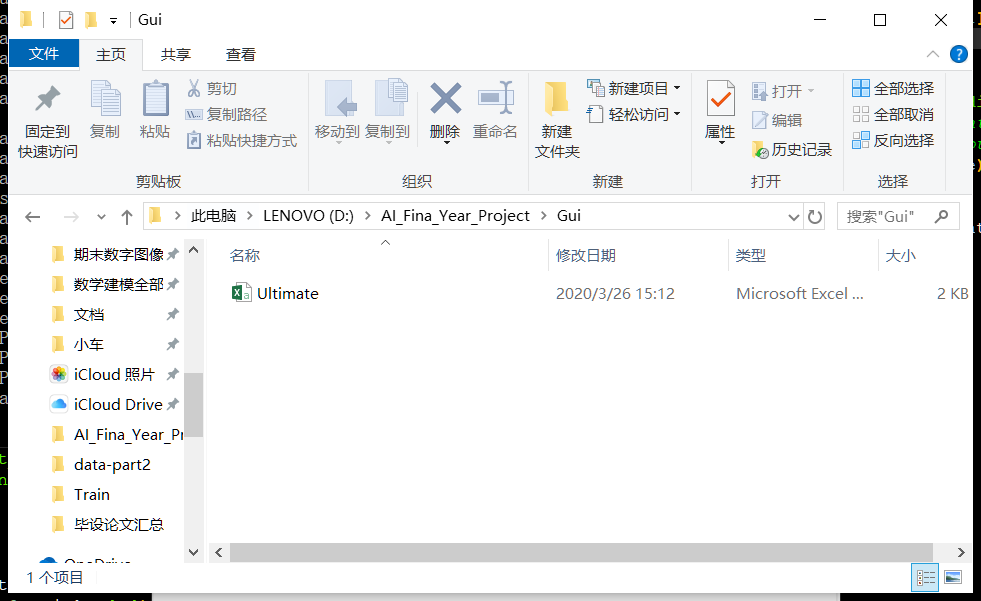 Gui
文件 主页 共享 查看
固定到
快速访问
复制
粘贴
剪切
复制路径
粘贴快捷方式
剪贴板
移动到
复制到
删除
重命名
组织
新建
文件夹
新建项目
轻松访问
新建
属性
打开
编辑
历史记录
打开
全部选择
全部取消
反向选择
选择
此电脑 > LENOVO (D:) > AI_Fina_Year_Project > Gui
搜索"Gui"
名称 修改日期 类型 大小
Ultimate 2020/3/26 15:12 Microsoft Excel ... 2 KB
期末数字图像
数学建模全部
文档
小车
iCloud 照片
iCloud Drive
AI_Fina_Year_Pr
data-part2
Train
毕设论文汇总
OneDrive
1 个项目